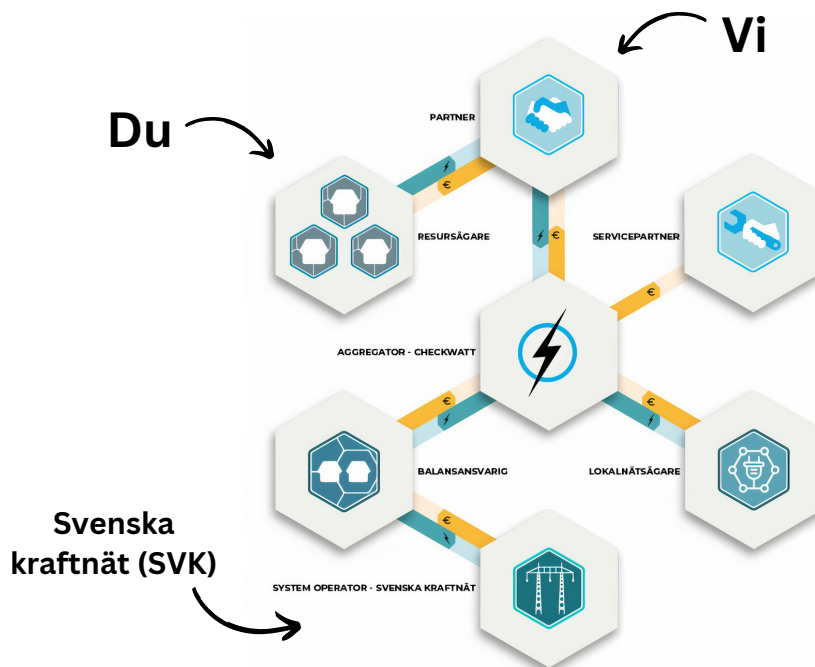 Vi
Du
PARTNER
€
RESURSÄGARE
€
SERVICEPARTNER
€
AGGREGATOR - CHECKWATT
€
€
BALANSANSVARIG
LOKALNÄTSÄGARE
Svenska
kraftnät (SVK)
€
SYSTEM OPERATOR - SVENSKA KRAFTNÄT